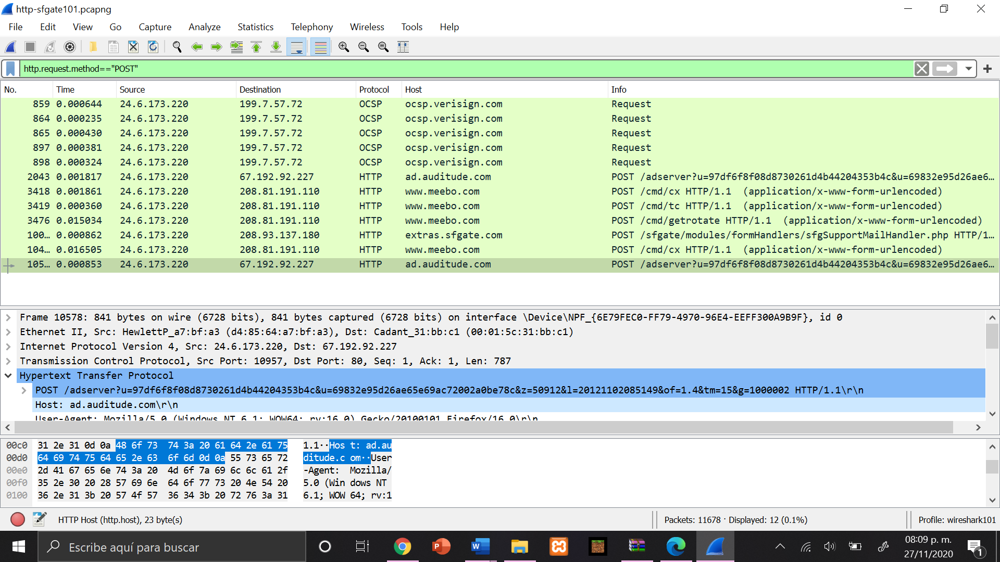 http-sfgate101.pcapng
File Edit View Go Capture Analyze Statistics Telephony Wireless Tools Help
http.request.method=="POST"
No. Time Source Destination Protocol Host Info
859 0.000644 24.6.173.220 199.7.57.72 OCSP ocsp.verisign.com Request
864 0.000235 24.6.173.220 199.7.57.72 OCSP ocsp.verisign.com Request
865 0.000430 24.6.173.220 199.7.57.72 OCSP ocsp.verisign.com Request
897 0.000381 24.6.173.220 199.7.57.72 OCSP ocsp.verisign.com Request
898 0.000324 24.6.173.220 199.7.57.72 OCSP ocsp.verisign.com Request
2043 0.001817 24.6.173.220 67.192.92.227 HTTP ad.auditude.com POST /adserver?u=97df6f8f08d8730261d4b44204353b4c&u=69832e95d26ae6…
3418 0.001861 24.6.173.220 208.81.191.110 HTTP www.meebo.com POST /cmd/cx HTTP/1.1 (application/x-www-form-urlencoded)
3419 0.000360 24.6.173.220 208.81.191.110 HTTP www.meebo.com POST /cmd/tc HTTP/1.1 (application/x-www-form-urlencoded)
3476 0.015034 24.6.173.220 208.81.191.110 HTTP www.meebo.com POST /cmd/getrotate HTTP/1.1 (application/x-www-form-urlencoded)
100… 0.000862 24.6.173.220 208.93.137.180 HTTP extras.sfgate.com POST /sfgate/modules/formHandlers/sfgSupportMailHandler.php HTTP/1…
104… 0.016505 24.6.173.220 208.81.191.110 HTTP www.meebo.com POST /cmd/cx HTTP/1.1 (application/x-www-form-urlencoded)
105… 0.000853 24.6.173.220 67.192.92.227 HTTP ad.auditude.com POST /adserver?u=97df6f8f08d8730261d4b44204353b4c&u=69832e95d26ae6…
Frame 10578: 841 bytes on wire (6728 bits), 841 bytes captured (6728 bits) on interface \Device\NPF_{6E79FEC0-FF79-4970-96E4-EEFF300A9B9F}, id 0
Ethernet II, Src: HewlettP_a7:bf:a3 (d4:85:64:a7:bf:a3), Dst: Cadant_31:bb:c1 (00:01:5c:31:bb:c1)
Internet Protocol Version 4, Src: 24.6.173.220, Dst: 67.192.92.227
Transmission Control Protocol, Src Port: 10957, Dst Port: 80, Seq: 1, Ack: 1, Len: 787
Hypertext Transfer Protocol
POST /adserver?u=97df6f8f08d8730261d4b44204353b4c&u=69832e95d26ae65e69ac72002a0be78c&z=50912&l=20121102085149&of=1.4&tm=15&g=1000002 HTTP/1.1\r\n
Host: ad.auditude.com\r\n
User-Agent: Mozilla/5.0 (Windows NT 6.1; WOW64; rv:16.0) Gecko/20100101 Firefox/16.0\r\n
00c0 31 2e 31 0d 0a 48 6f 73 74 3a 20 61 64 2e 61 75 1.1··Hos t: ad.au
00d0 64 69 74 75 64 65 2e 63 6f 6d 0d 0a 55 73 65 72 ditude.c om··User
00e0 2d 41 67 65 6e 74 3a 20 4d 6f 7a 69 6c 6c 61 2f -Agent: Mozilla/
00f0 35 2e 30 20 28 57 69 6e 64 6f 77 73 20 4e 54 20 5.0 (Win dows NT
0100 36 2e 31 3b 20 57 4f 57 36 34 3b 20 72 76 3a 31 6.1; WOW 64; rv:1
HTTP Host (http.host), 23 byte(s) Packets: 11678 · Displayed: 12 (0.1%) Profile: wireshark101
Escribe aquí para buscar
08:09 p. m.
27/11/2020
1